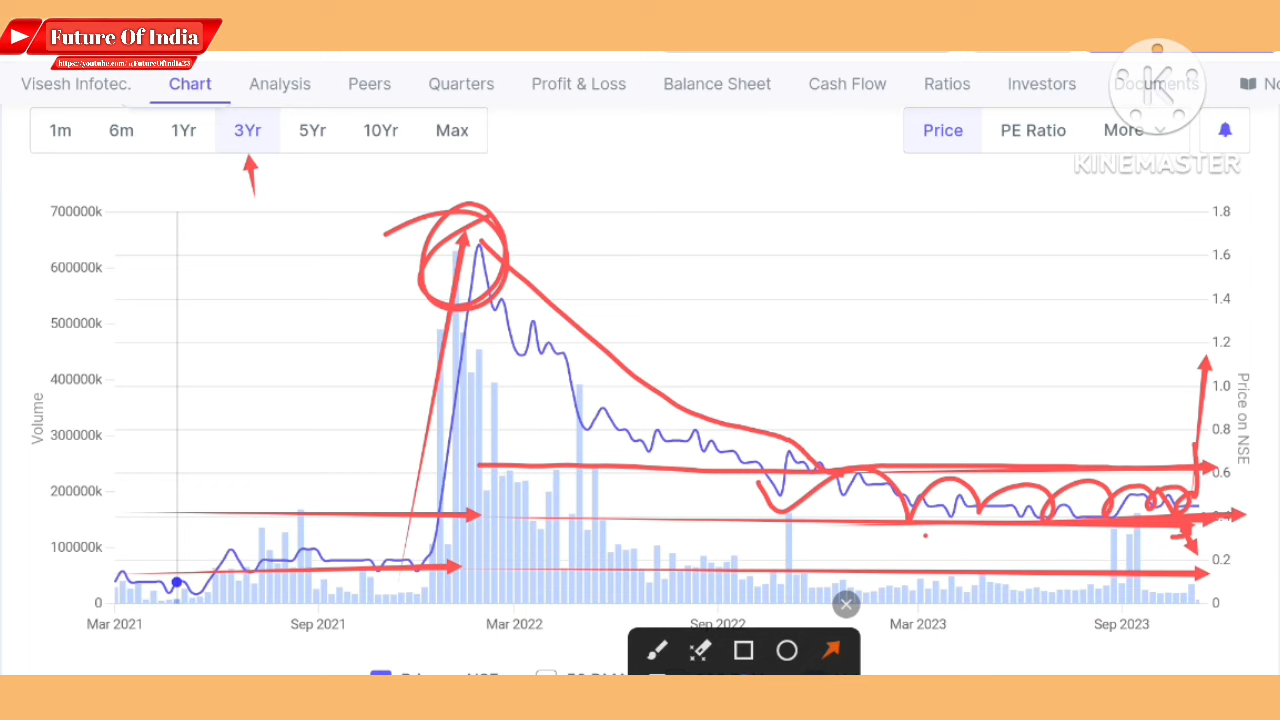 Future Of India
Visesh Infotec. Chart Analysis Peers Quarters Profit & Loss Balance Sheet Cash Flow Ratios Investors Documents
1m 6m 1Yr 3Yr 5Yr 10Yr Max Price PE Ratio More
K
KINEMASTER
700000k 1.8
600000k 1.6
1.4
500000k
1.2
400000k 1.0
300000k 0.8
200000k 0.6
100000k 0.2
0 0
Volume
Price on NSE
Mar 2021 Sep 2021 Mar 2022 Sep 2022 Mar 2023 Sep 2023